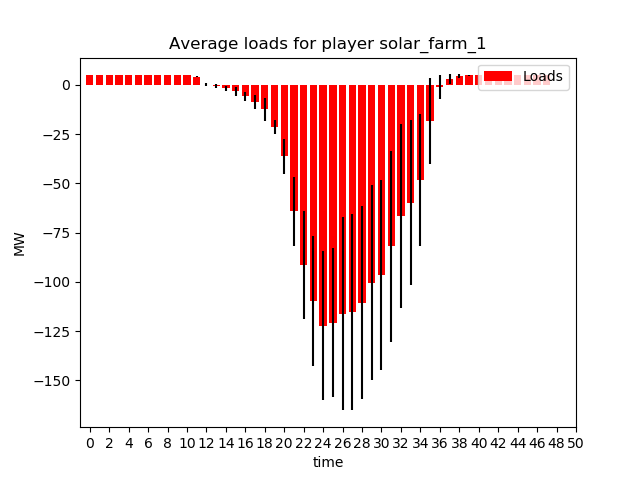 Average loads for player solar_farm_1
Loads
0
−25
−50
−75
−100
−125
−150
MW
0 2 4 6 8 10 12 14 16 18 20 22 24 26 28 30 32 34 36 38 40 42 44 46 48 50
time